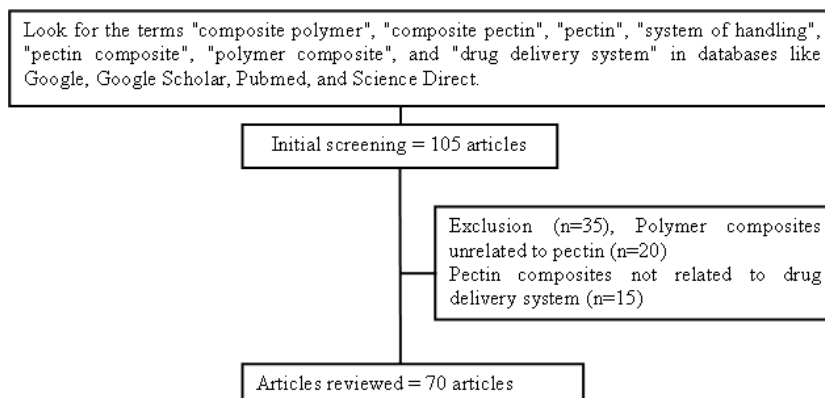 Look for the terms "composite polymer", "composite pectin", "pectin", "system of handling",
"pectin composite", "polymer composite", and "drug delivery system" in databases like
Google, Google Scholar, Pubmed, and Science Direct.
Initial screening = 105 articles
Exclusion (n=35), Polymer composites
unrelated to pectin (n=20)
Pectin composites not related to drug
delivery system (n=15)
Articles reviewed = 70 articles